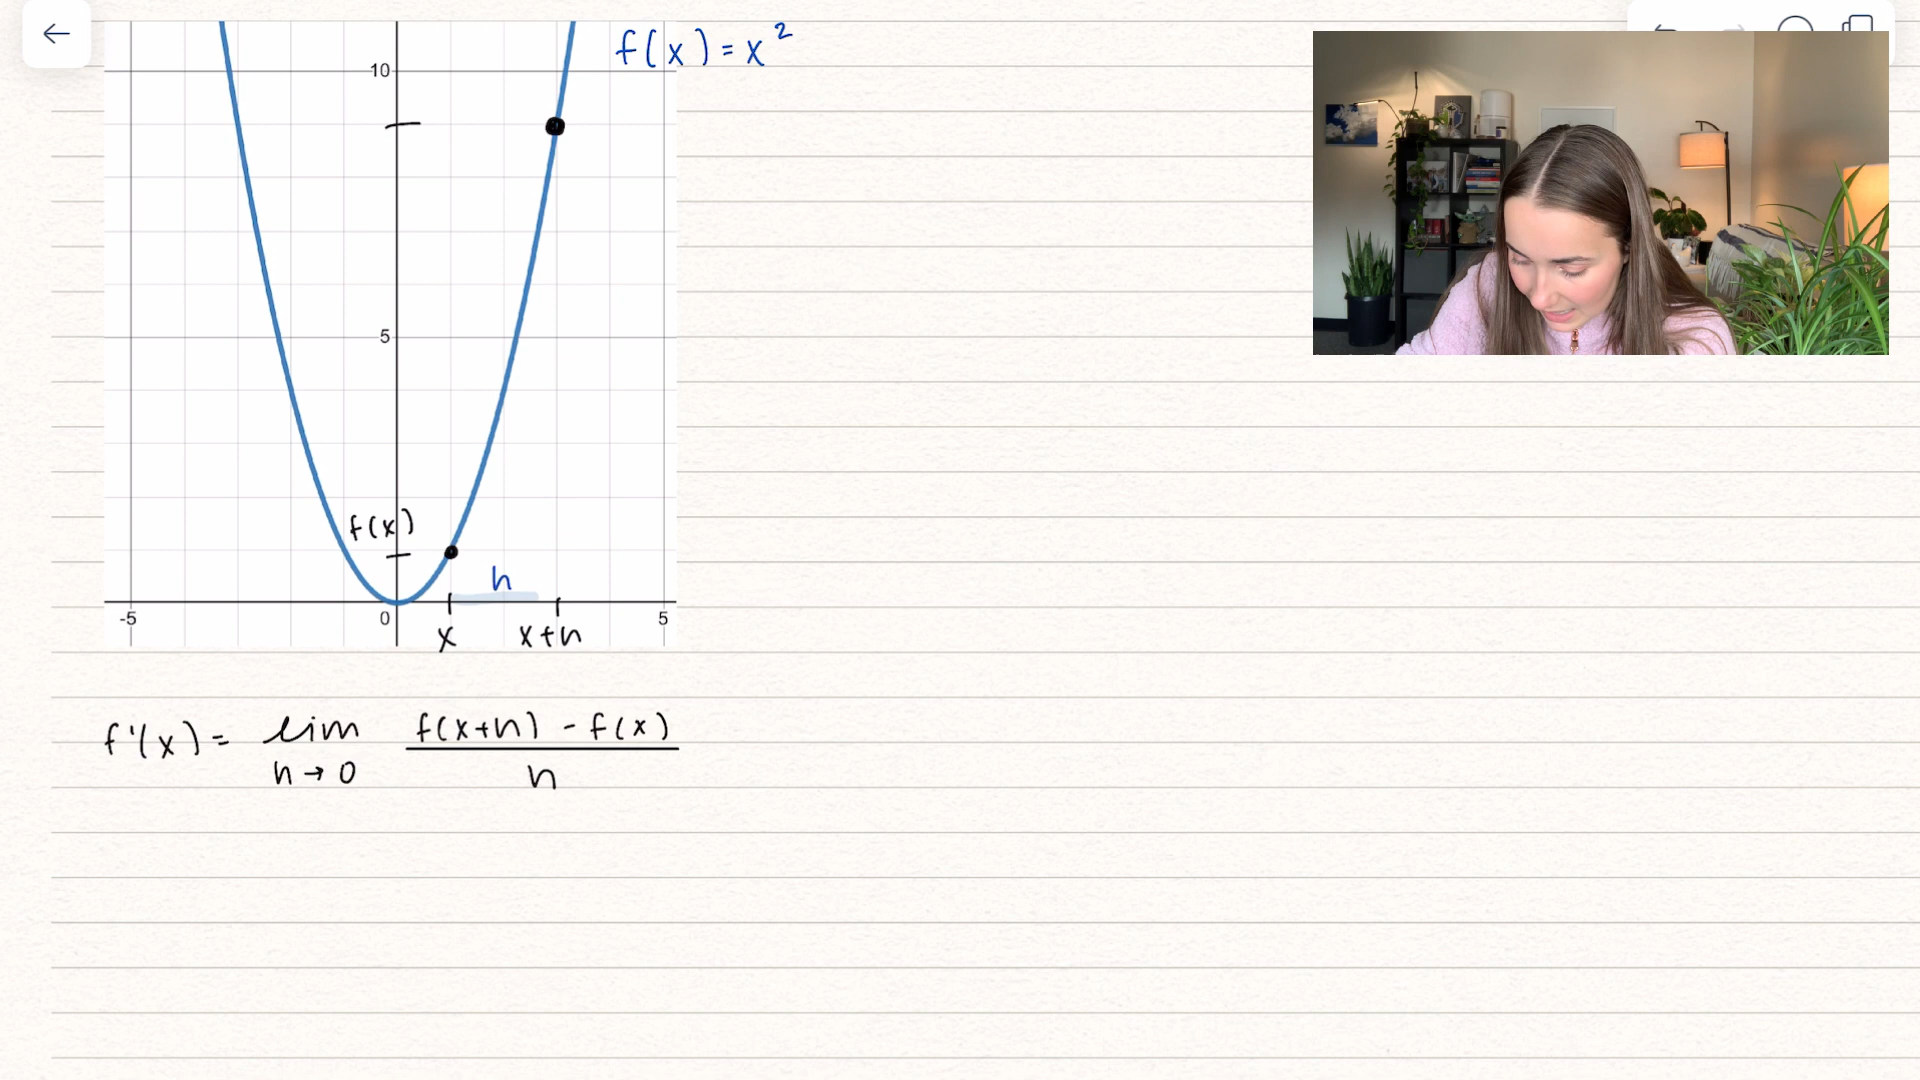 f(x) = x²
10
5
f(x)
h
-5 0 5
x x+h
f'(x) = lim f(x+h) - f(x)
h → 0 h